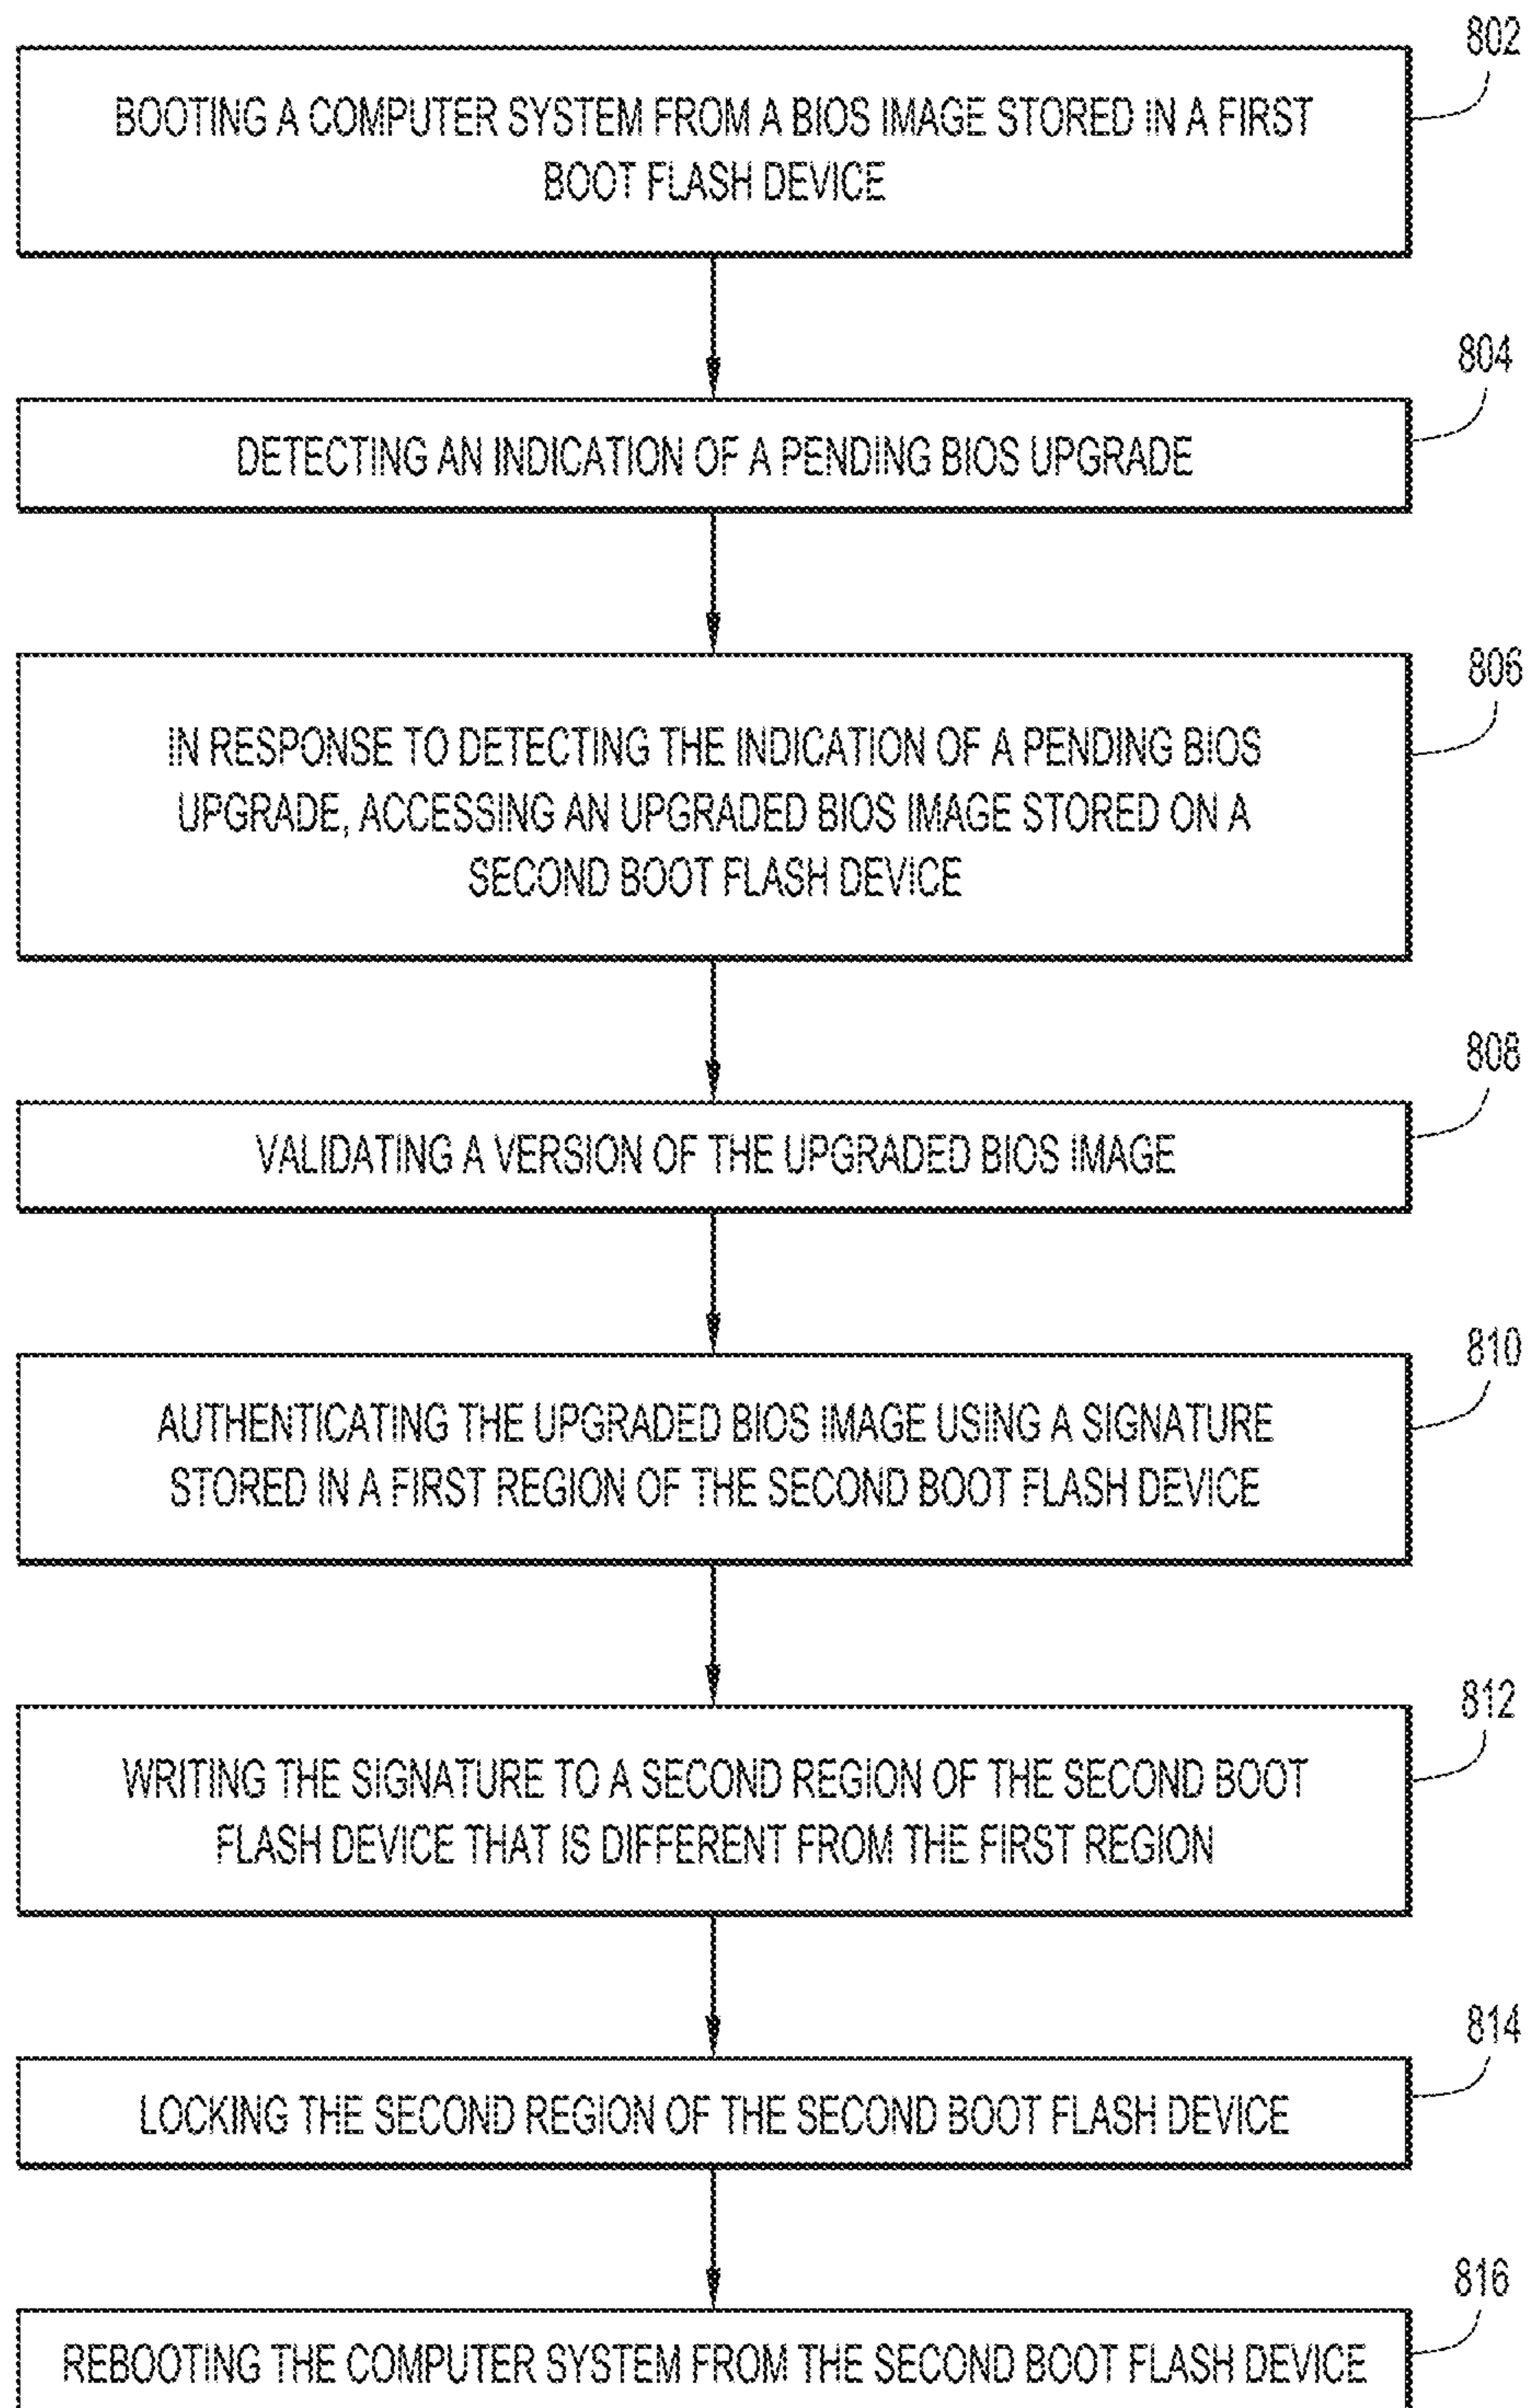 802
BOOTING A COMPUTER SYSTEM FROM A BIOS IMAGE STORED IN A FIRST
BOOT FLASH DEVICE
804
DETECTING AN INDICATION OF A PENDING BIOS UPGRADE
806
IN RESPONSE TO DETECTING THE INDICATION OF A PENDING BIOS
UPGRADE, ACCESSING AN UPGRADED BIOS IMAGE STORED ON A
SECOND BOOT FLASH DEVICE
808
VALIDATING A VERSION OF THE UPGRADED BIOS IMAGE
810
AUTHENTICATING THE UPGRADED BIOS IMAGE USING A SIGNATURE
STORED IN A FIRST REGION OF THE SECOND BOOT FLASH DEVICE
812
WRITING THE SIGNATURE TO A SECOND REGION OF THE SECOND BOOT
FLASH DEVICE THAT IS DIFFERENT FROM THE FIRST REGION
814
LOCKING THE SECOND REGION OF THE SECOND BOOT FLASH DEVICE
816
REBOOTING THE COMPUTER SYSTEM FROM THE SECOND BOOT FLASH DEVICE